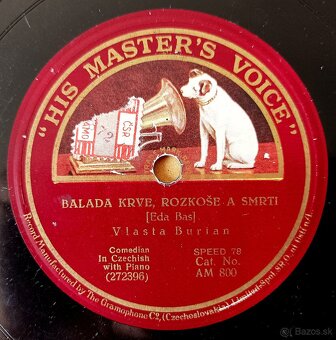 "HIS MASTER'S VOICE"
ČSR
BALADA KRVE, ROZKOŠE A SMRTI
[Eda Bas]
Vlasta Burian
Comedian
In Czechish
with Piano
(272396)
SPEED 78
Cat. No.
AM 800
Record Manufactured by The Gramophone Cº, (Czechoslovakia) Limited.
Bazos.sk